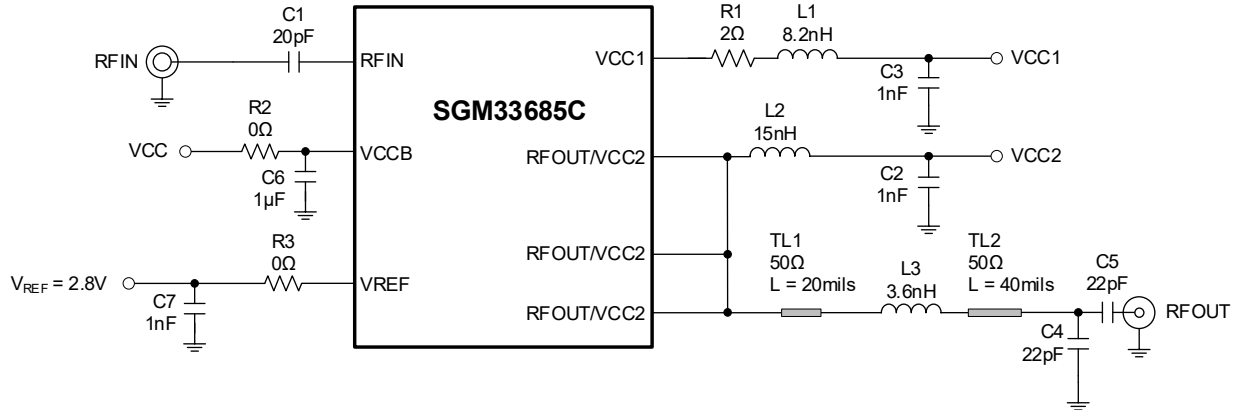 C1
20pF
RFIN
RFIN
R2
0Ω
VCC
VCCB
C6
1µF
R3
0Ω
VREF = 2.8V
VREF
C7
1nF
SGM33685C
VCC1
R1
2Ω
L1
8.2nH
C3
1nF
VCC1
RFOUT/VCC2
L2
15nH
C2
1nF
VCC2
RFOUT/VCC2
RFOUT/VCC2
TL1
50Ω
L = 20mils
L3
3.6nH
TL2
50Ω
L = 40mils
C5
22pF
RFOUT
C4
22pF